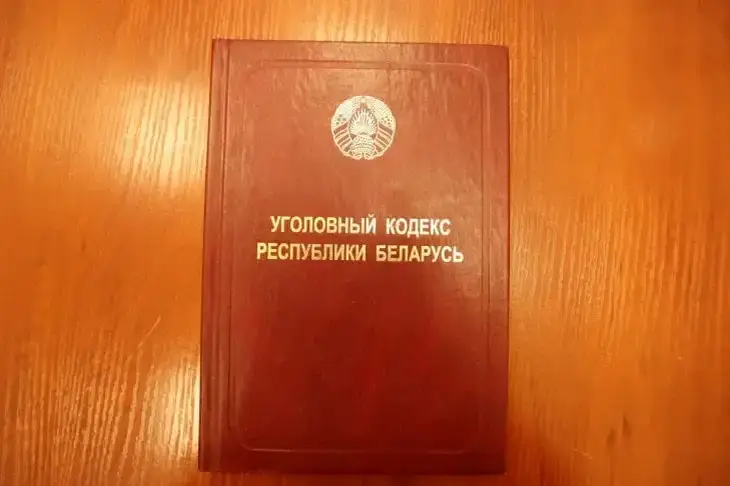 УГОЛОВНЫЙ КОДЕКС
РЕСПУБЛИКИ БЕЛАРУСЬ